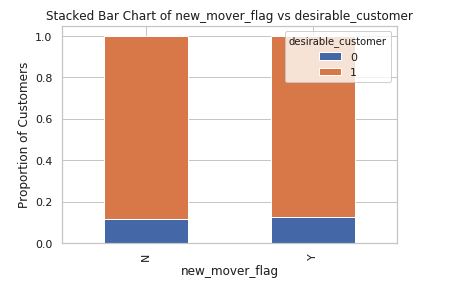 Stacked Bar Chart of new_mover_flag vs desirable_customer
desirable_customer
0
1
Proportion of Customers
1.0
0.8
0.6
0.4
0.2
0.0
N
Y
new_mover_flag